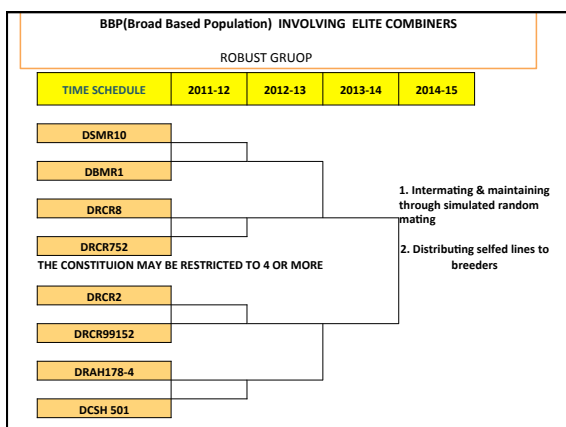 BBP(Broad Based Population) INVOLVING ELITE COMBINERS
ROBUST GRUOP
TIME SCHEDULE 2011-12 2012-13 2013-14 2014-15
DSMR10
DBMR1
DRCR8
DRCR752
THE CONSTITUION MAY BE RESTRICTED TO 4 OR MORE
DRCR2
DRCR99152
DRAH178-4
DCSH 501
1. Intermating & maintaining
through simulated random
mating
2. Distributing selfed lines to
breeders